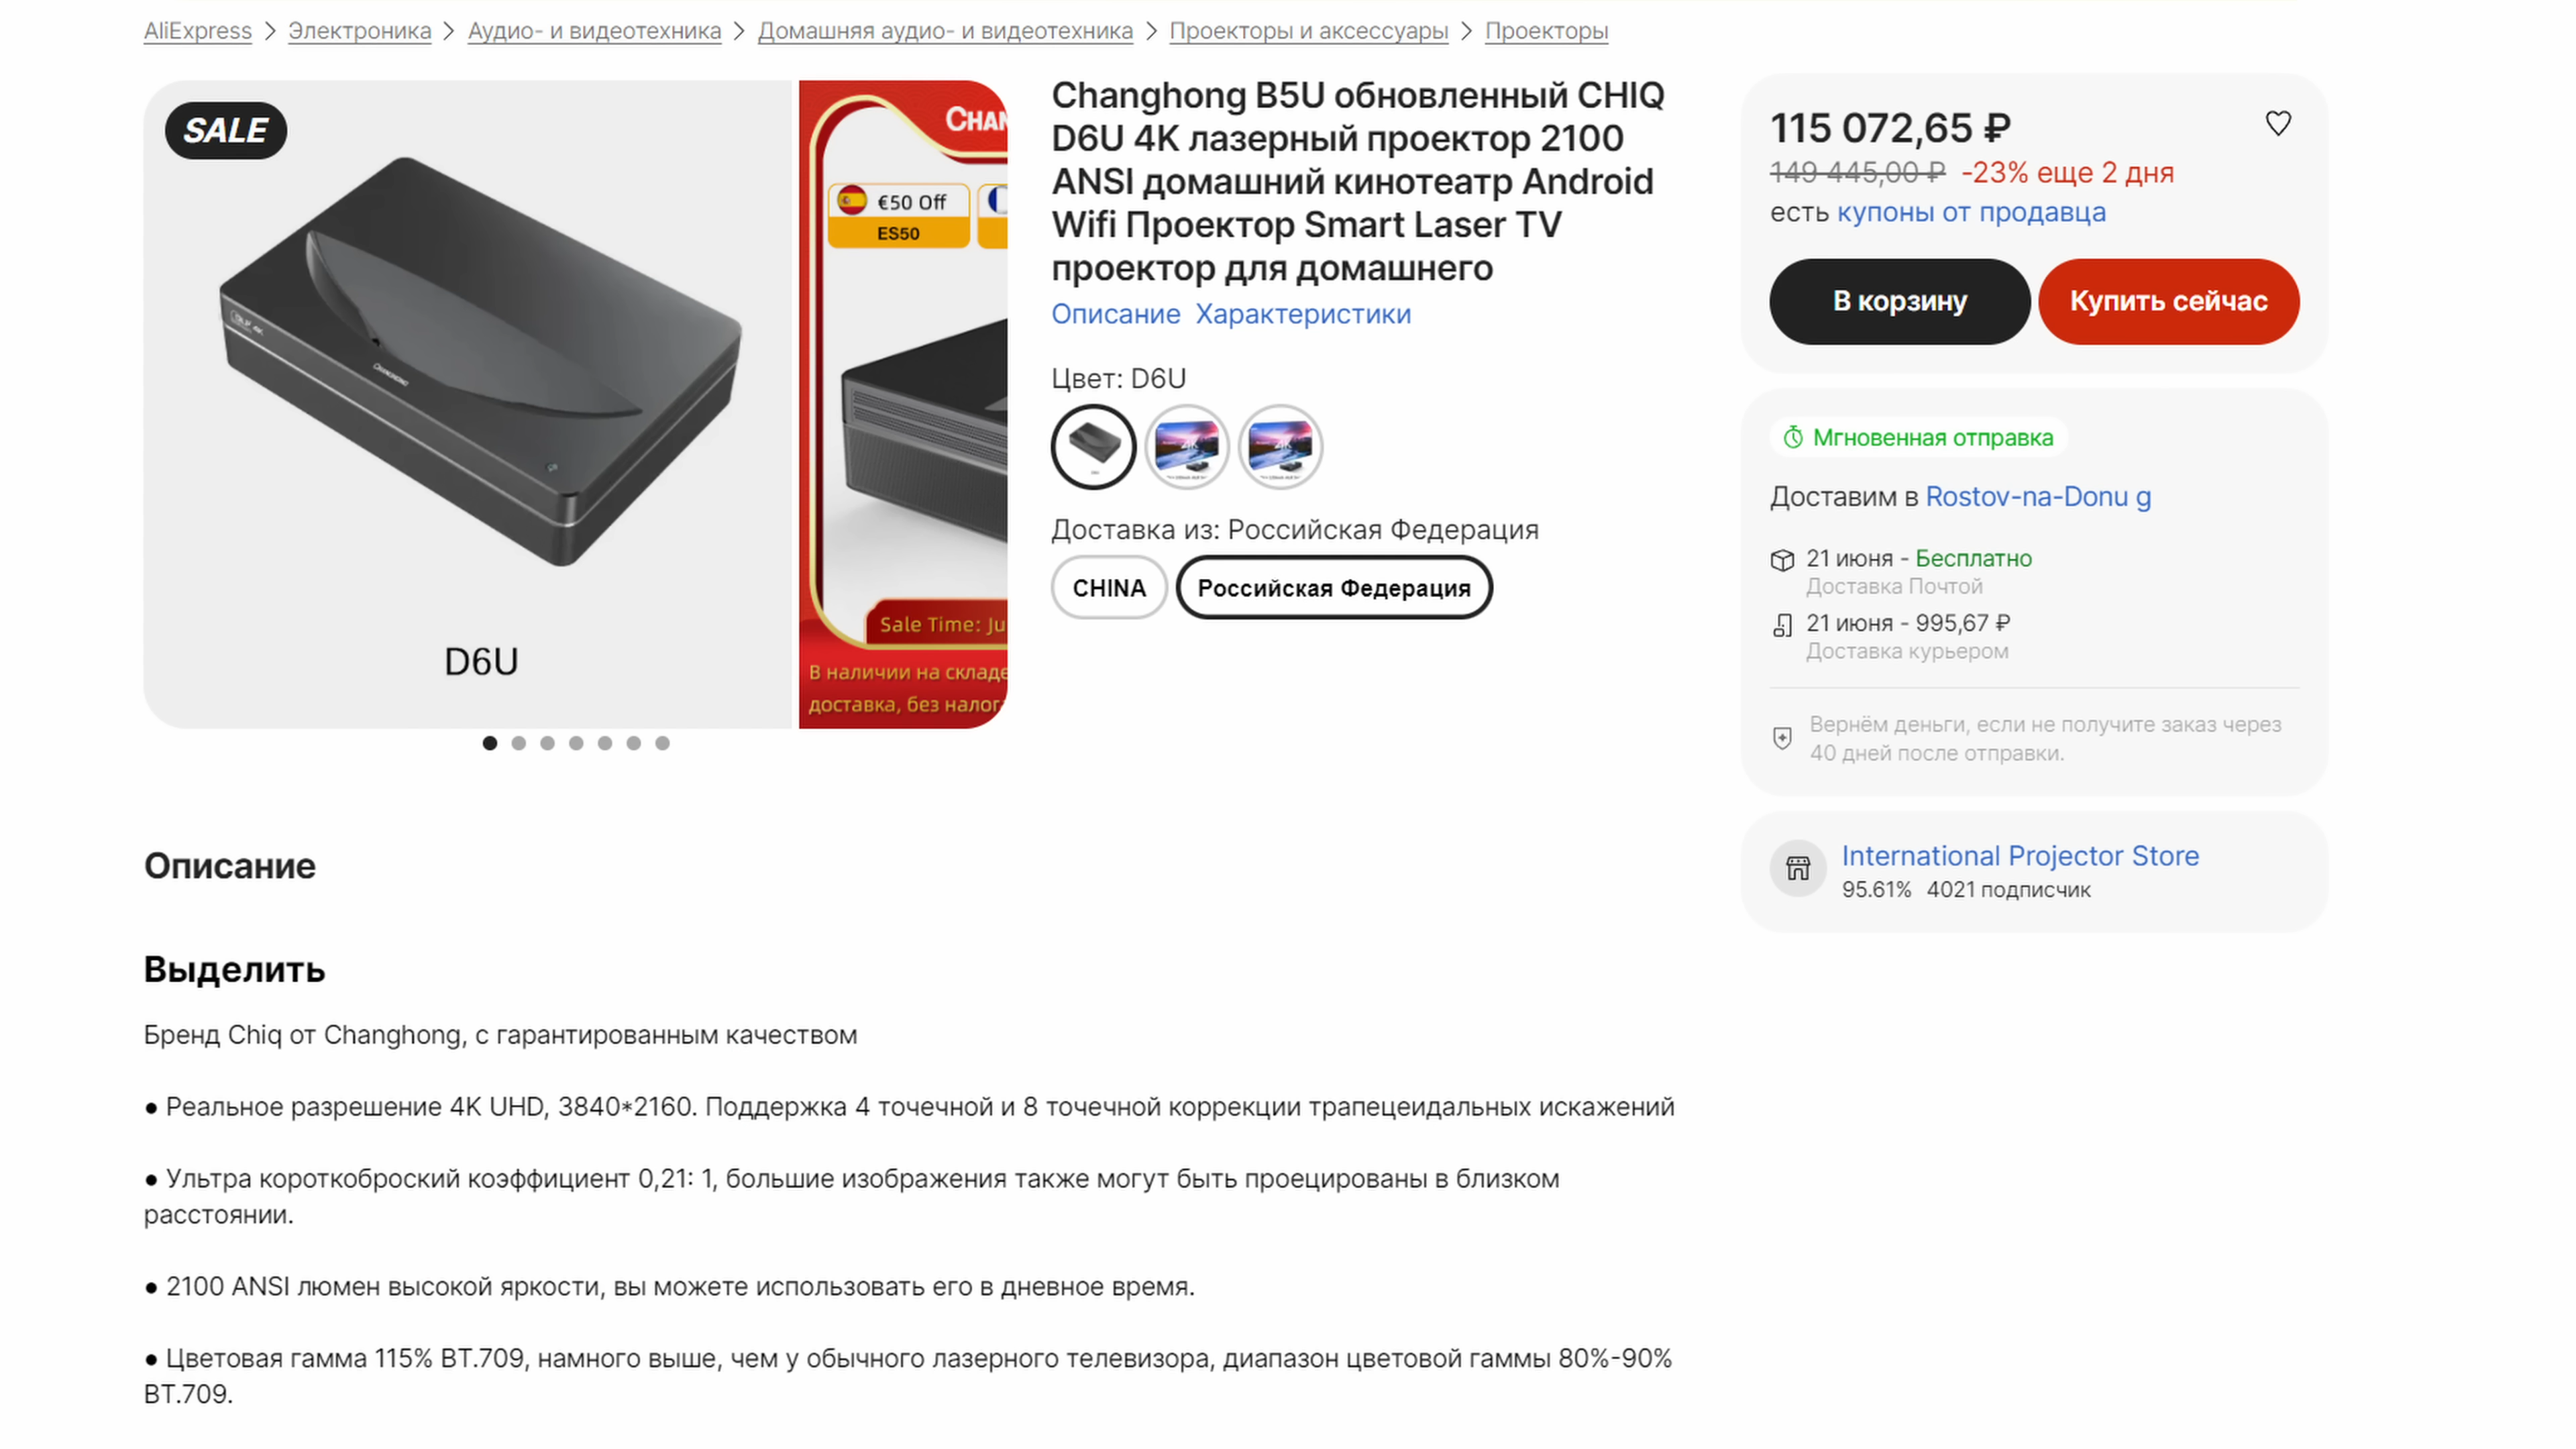 AliExpress > Электроника > Аудио- и видеотехника > Домашняя аудио- и видеотехника > Проекторы и аксессуары > Проекторы
SALE
D6U
€50 Off
ES50
Sale Time:
В наличии на складе
доставка, без
Changhong B5U обновленный CHIQ
D6U 4K лазерный проектор 2100
ANSI домашний кинотеатр Android
Wifi Проектор Smart Laser TV
проектор для домашнего
Описание Характеристики
Цвет: D6U
Доставка из: Российская Федерация
CHINA
Российская Федерация
115 072,65 ₽
149 445,00 ₽ -23% еще 2 дня
есть купоны от продавца
В корзину
Купить сейчас
Мгновенная отправка
Доставим в Rostov-na-Donu g
21 июня - Бесплатно
Доставка Почтой
21 июня - 995,67 ₽
Доставка курьером
Вернём деньги, если не получите заказ через
40 дней после отправки.
International Projector Store
95.61% 4021 подписчик
Описание
Выделить
Бренд Chiq от Changhong, с гарантированным качеством
● Реальное разрешение 4K UHD, 3840*2160. Поддержка 4 точечной и 8 точечной коррекции трапецеидальных искажений
● Ультра короткоброский коэффициент 0,21: 1, большие изображения также могут быть проецированы в близком
расстоянии.
● 2100 ANSI люмен высокой яркости, вы можете использовать его в дневное время.
● Цветовая гамма 115% BT.709, намного выше, чем у обычного лазерного телевизора, диапазон цветовой гаммы 80%-90%
BT.709.